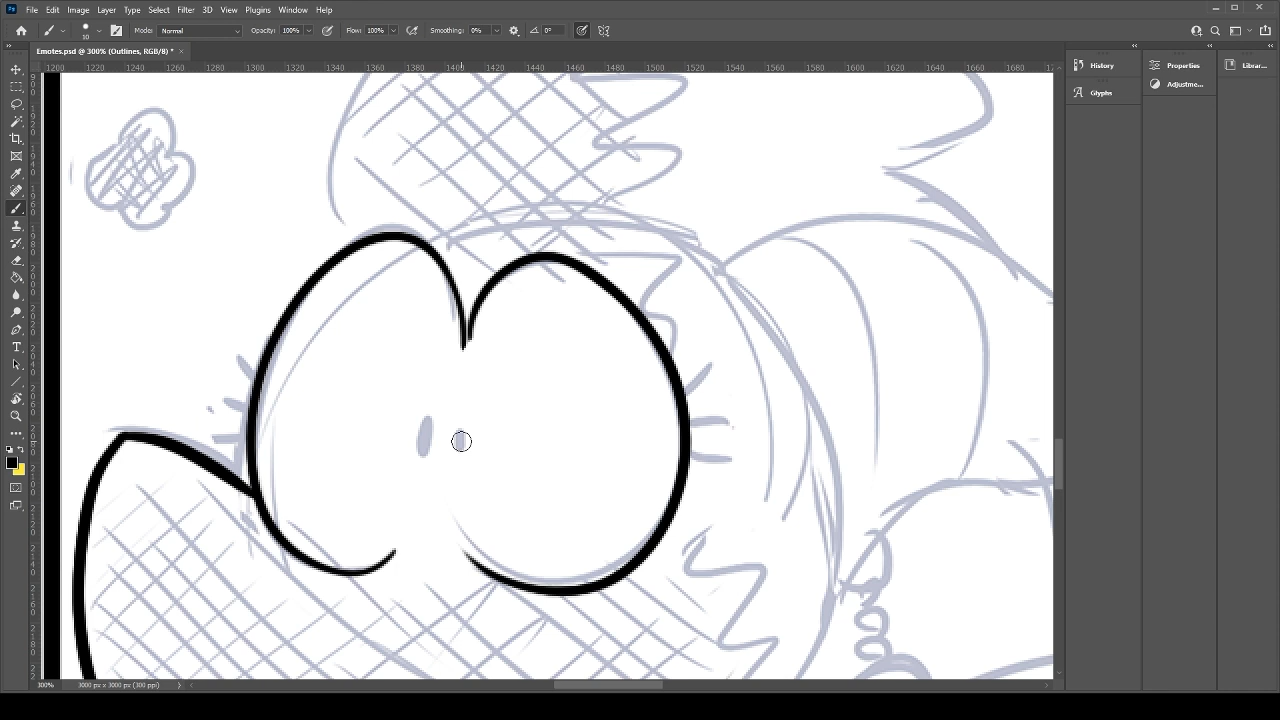 Ps File Edit Image Layer Type Select Filter 3D View Plugins Window Help
10 Mode: Normal Opacity: 100% Flow: 100% Smoothing: 0% 0°
Emotes.psd @ 300% (Outlines, RGB/8) * ×
1200 1220 1240 1260 1280 1300 1320 1340 1360 1380 1400 1420 1440 1460 1480 1500 1520 1540 1560 1580 1600 1620 1640 1660 1680
History Properties Librar...
Glyphs Adjustme...
300% 3000 px x 3000 px (300 ppi)